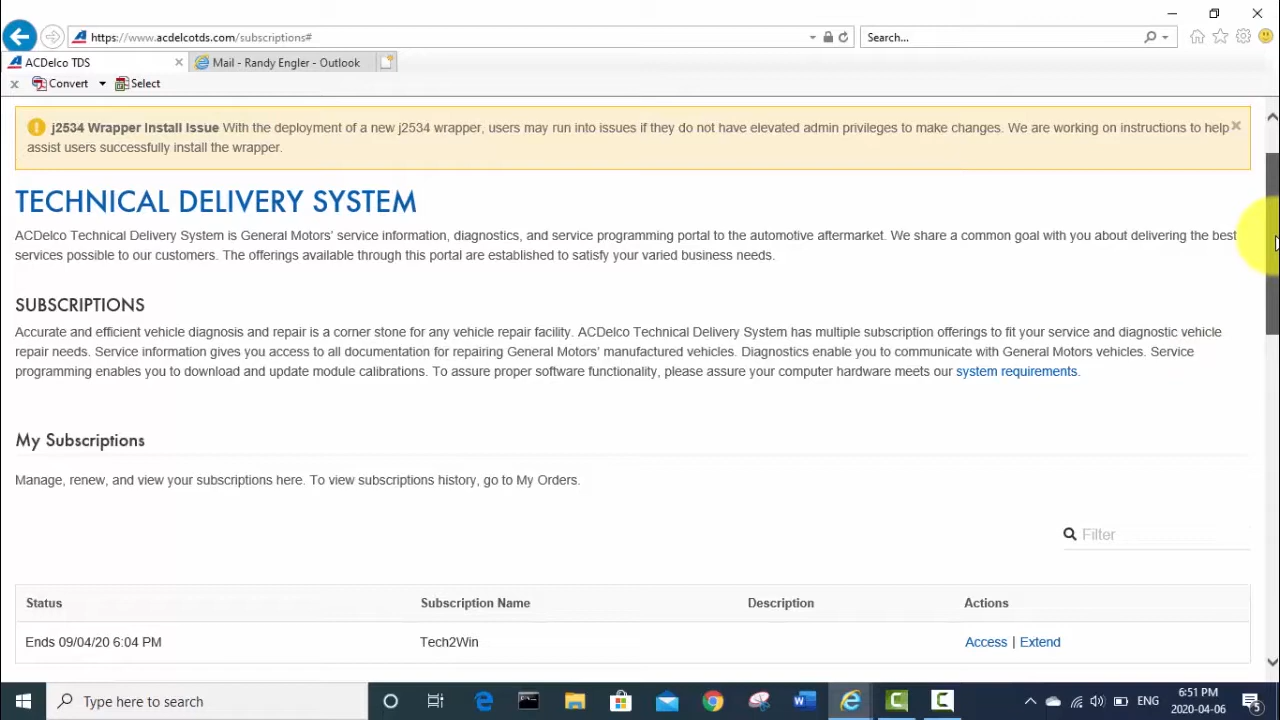 https://www.acdelcotds.com/subscriptions#
Search...
ACDelco TDS
Mail - Randy Engler - Outlook
Convert
Select
j2534 Wrapper Install Issue With the deployment of a new j2534 wrapper, users may run into issues if they do not have elevated admin privileges to make changes. We are working on instructions to help
assist users successfully install the wrapper.
TECHNICAL DELIVERY SYSTEM
ACDelco Technical Delivery System is General Motors' service information, diagnostics, and service programming portal to the automotive aftermarket. We share a common goal with you about delivering the best
services possible to our customers. The offerings available through this portal are established to satisfy your varied business needs.
SUBSCRIPTIONS
Accurate and efficient vehicle diagnosis and repair is a corner stone for any vehicle repair facility. ACDelco Technical Delivery System has multiple subscription offerings to fit your service and diagnostic vehicle
repair needs. Service information gives you access to all documentation for repairing General Motors' manufactured vehicles. Diagnostics enable you to communicate with General Motors vehicles. Service
programming enables you to download and update module calibrations. To assure proper software functionality, please assure your computer hardware meets our system requirements.
My Subscriptions
Manage, renew, and view your subscriptions here. To view subscriptions history, go to My Orders.
Filter
Status Subscription Name Description Actions
Ends 09/04/20 6:04 PM Tech2Win Access | Extend
Type here to search
ENG
6:51 PM
2020-04-06
5